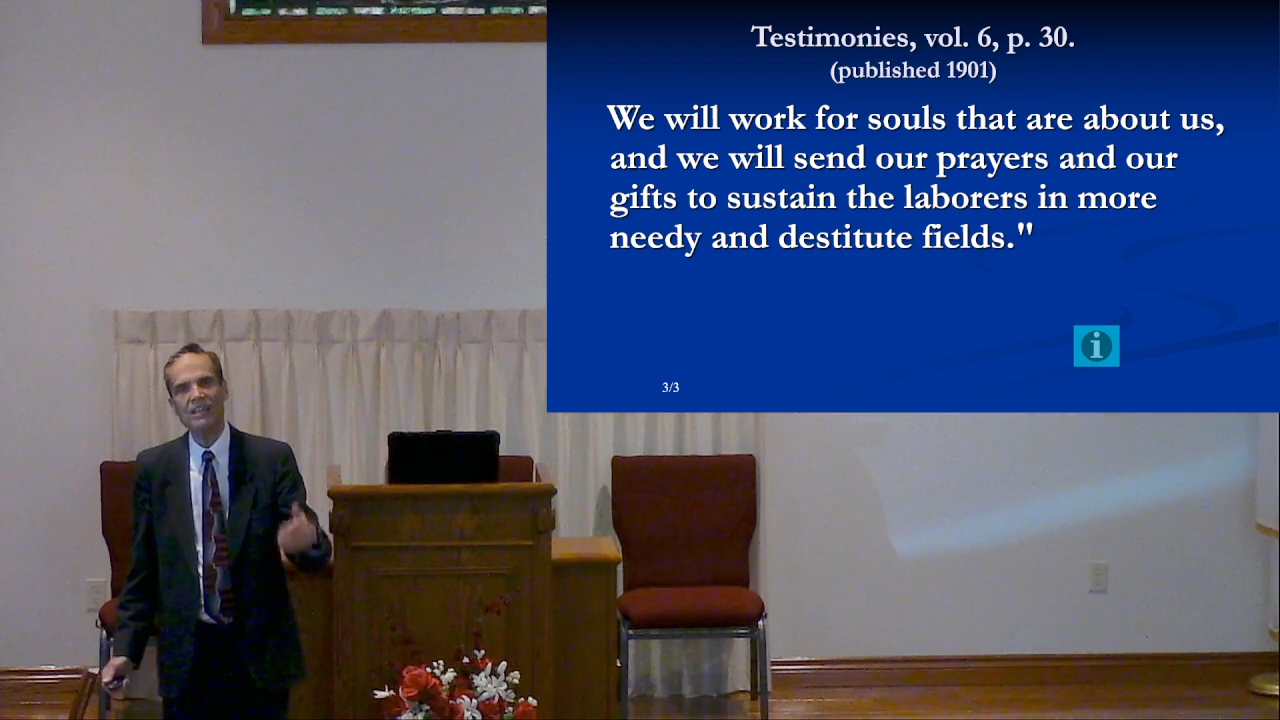 Testimonies, vol. 6, p. 30.
(published 1901)
We will work for souls that are about us,
and we will send our prayers and our
gifts to sustain the laborers in more
needy and destitute fields."
i
3/3